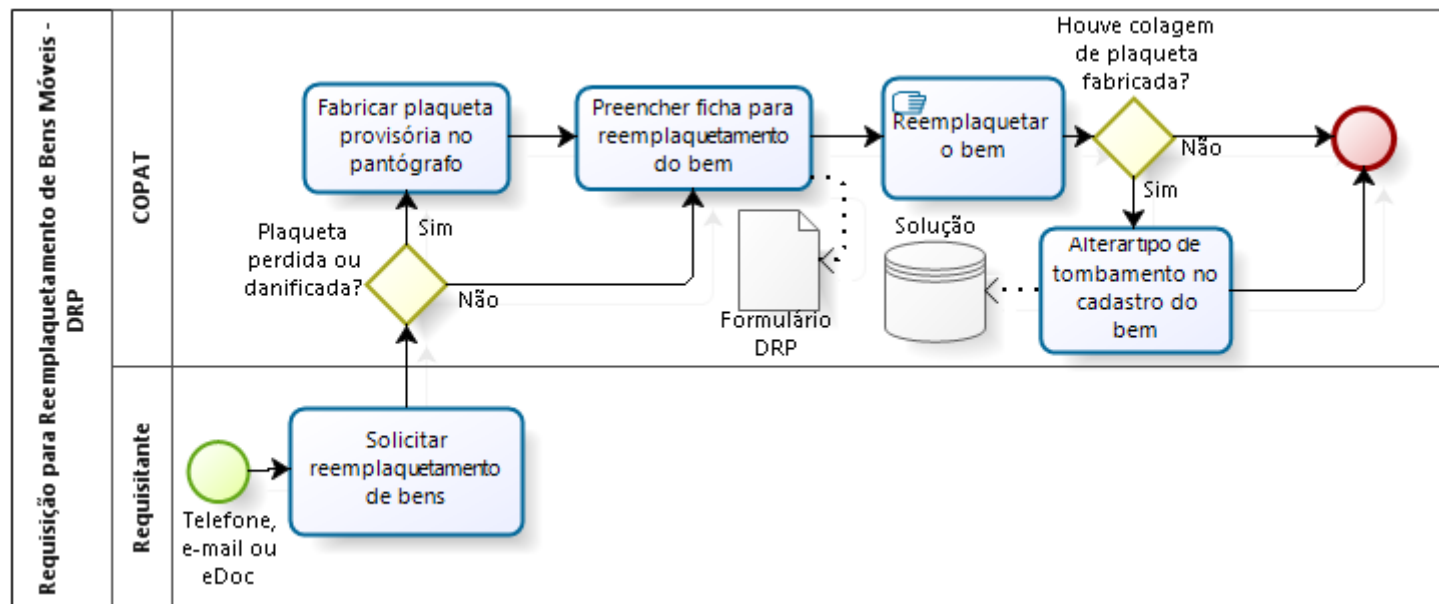 Requisição para Reemplaquetamento de Bens Móveis -
DRP
COPAT
Requisitante
Telefone,
e-mail ou
eDoc
Solicitar
reemplaquetamento
de bens
Plaqueta
perdida ou
danificada?
Sim
Não
Fabricar plaqueta
provisória no
pantógrafo
Preencher ficha para
reemplaquetamento
do bem
Formulário
DRP
Reemplaquetar
o bem
Houve colagem
de plaqueta
fabricada?
Não
Sim
Solução
Alterartipo de
tombamento no
cadastro do
bem